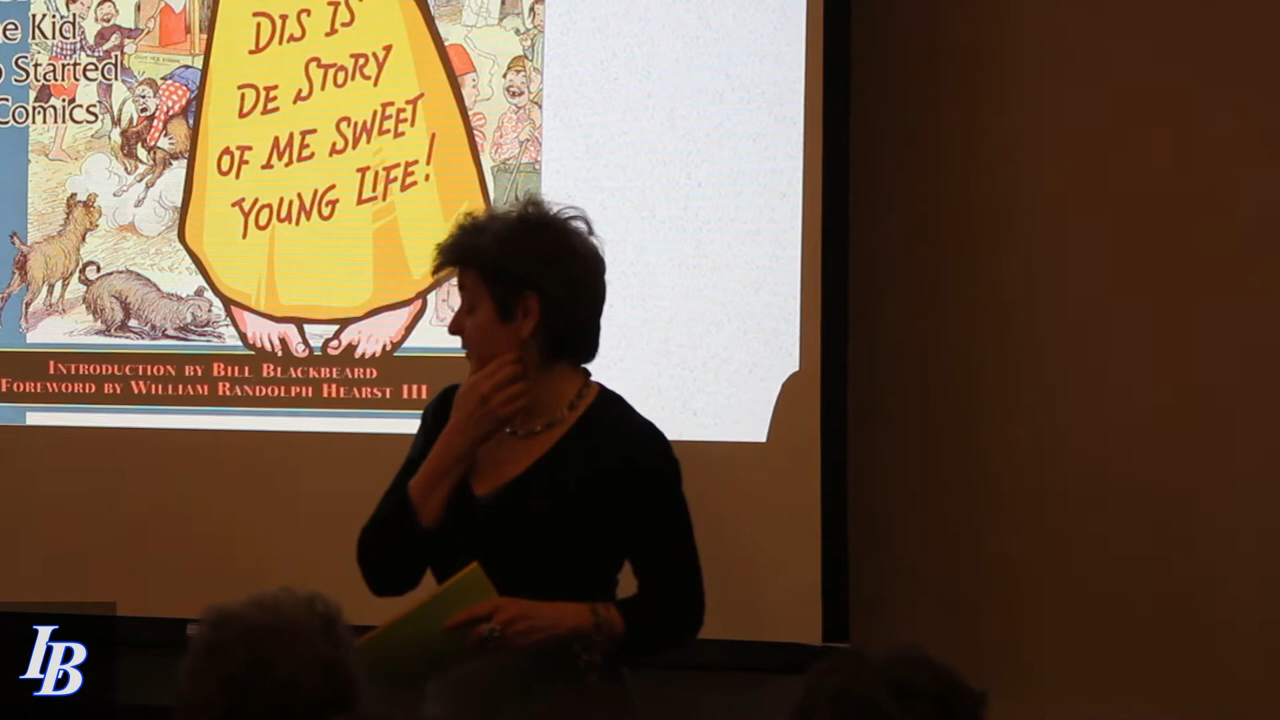 Kid
Started
Comics
DIS IS
DE STORY
OF ME SWEET
YOUNG LIFE!
INTRODUCTION BY BILL BLACKBEARD
FOREWORD BY WILLIAM RANDOLPH HEARST III
IB